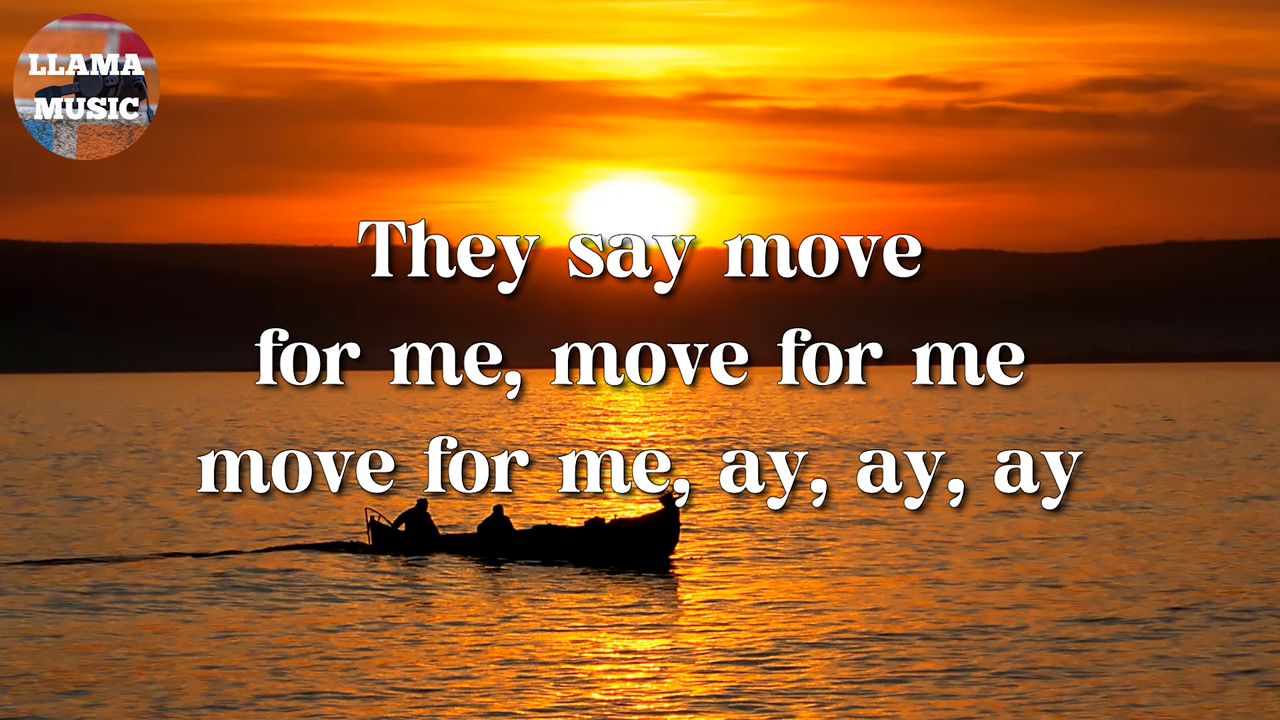 LLAMA
MUSIC
They say move
for me, move for me
move for me, ay, ay, ay